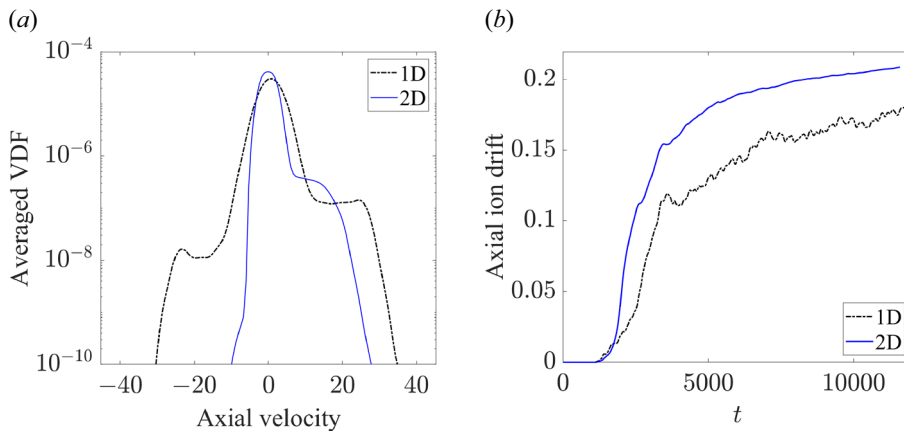 (a)
10^{-4}
10^{-6}
10^{-8}
10^{-10}
Averaged VDF
1D
2D
−40 −20 0 20 40
Axial velocity
(b)
0.2
0.15
0.1
0.05
0
Axial ion drift
1D
2D
0 5000 10000
t